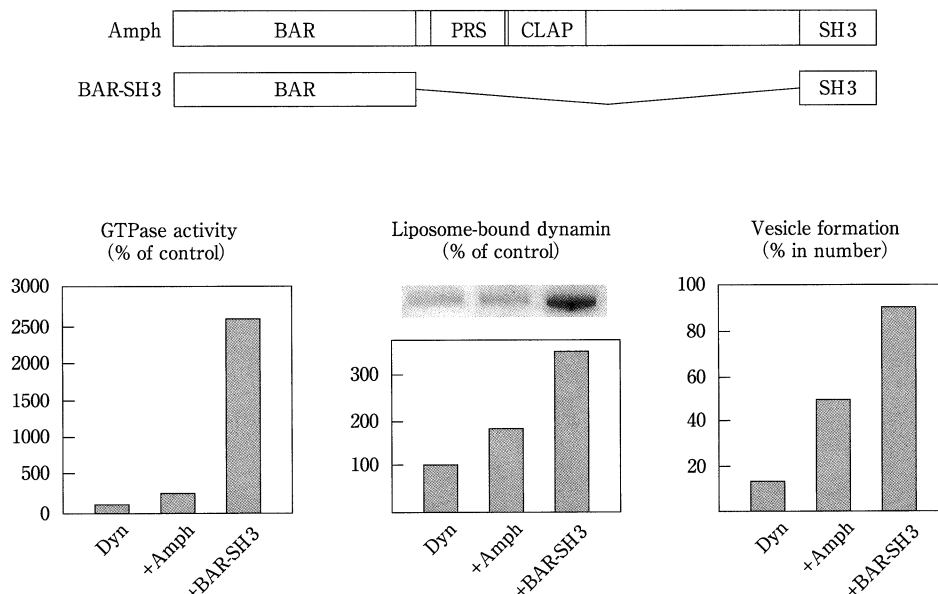 Amph BAR PRS CLAP SH3
BAR-SH3 BAR SH3
GTPase activity
(% of control)
3000
2500
2000
1500
1000
500
0
Dyn
+Amph
+BAR-SH3
Liposome-bound dynamin
(% of control)
300
200
100
Dyn
+Amph
+BAR-SH3
Vesicle formation
(% in number)
100
80
60
40
20
Dyn
+Amph
+BAR-SH3